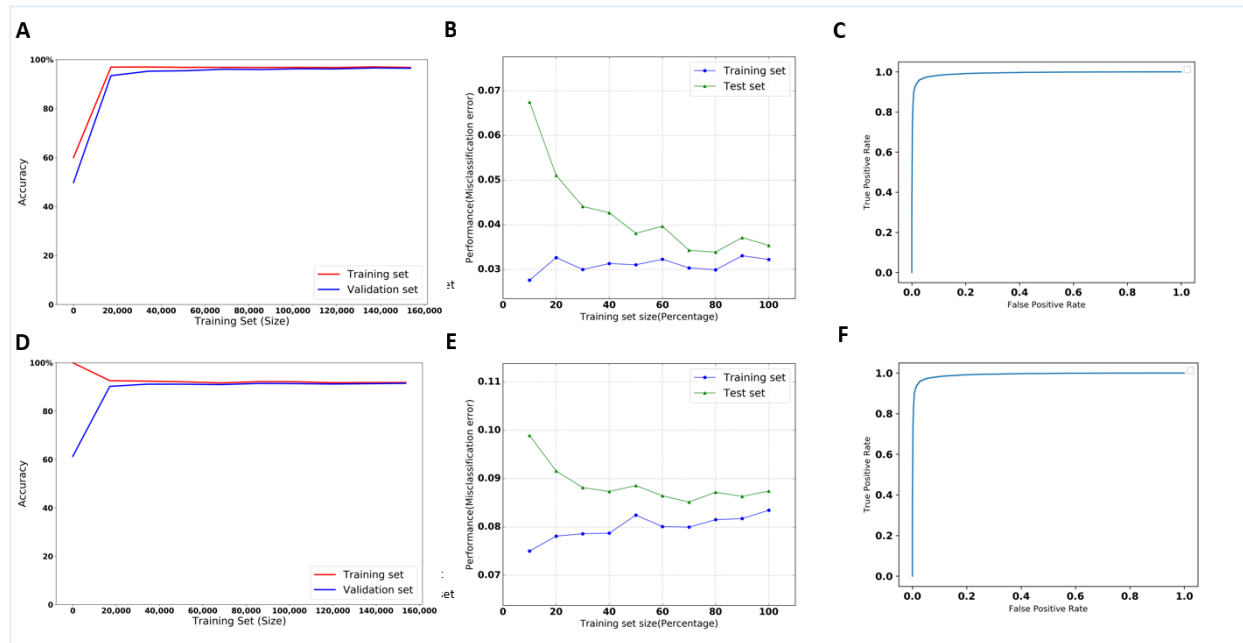 A
100%
80
60
40
20
0
Accuracy
0 20,000 40,000 60,000 80,000 100,000 120,000 140,000 160,000
Training Set (Size)
Training set
Validation set
B
0.07
0.06
0.05
0.04
0.03
Performance(Misclassification error)
0 20 40 60 80 100
Training set size(Percentage)
Training set
Test set
set
C
1.0
0.8
0.6
0.4
0.2
0.0
True Positive Rate
0.0 0.2 0.4 0.6 0.8 1.0
False Positive Rate
D
100%
80
60
40
20
0
Accuracy
0 20,000 40,000 60,000 80,000 100,000 120,000 140,000 160,000
Training Set (Size)
Training set
Validation set
E
0.11
0.10
0.09
0.08
0.07
Performance(Misclassification error)
0 20 40 60 80 100
Training set size(Percentage)
Training set
Test set
set
F
1.0
0.8
0.6
0.4
0.2
0.0
True Positive Rate
0.0 0.2 0.4 0.6 0.8 1.0
False Positive Rate